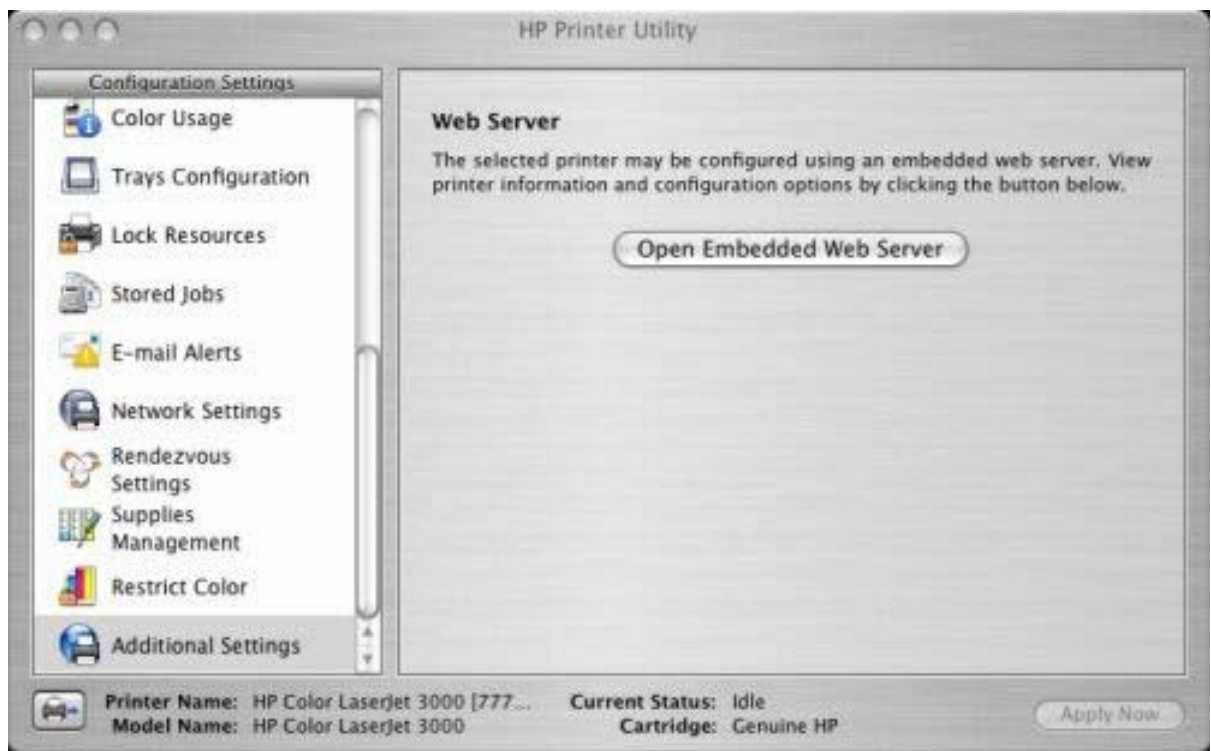 HP Printer Utility
Configuration Settings
Color Usage
Trays Configuration
Lock Resources
Stored Jobs
E-mail Alerts
Network Settings
Rendezvous
Settings
Supplies
Management
Restrict Color
Additional Settings
Web Server
The selected printer may be configured using an embedded web server. View
printer information and configuration options by clicking the button below.
Open Embedded Web Server
Printer Name: HP Color LaserJet 3000 [777...
Model Name: HP Color LaserJet 3000
Current Status: Idle
Cartridge: Genuine HP
Apply Now